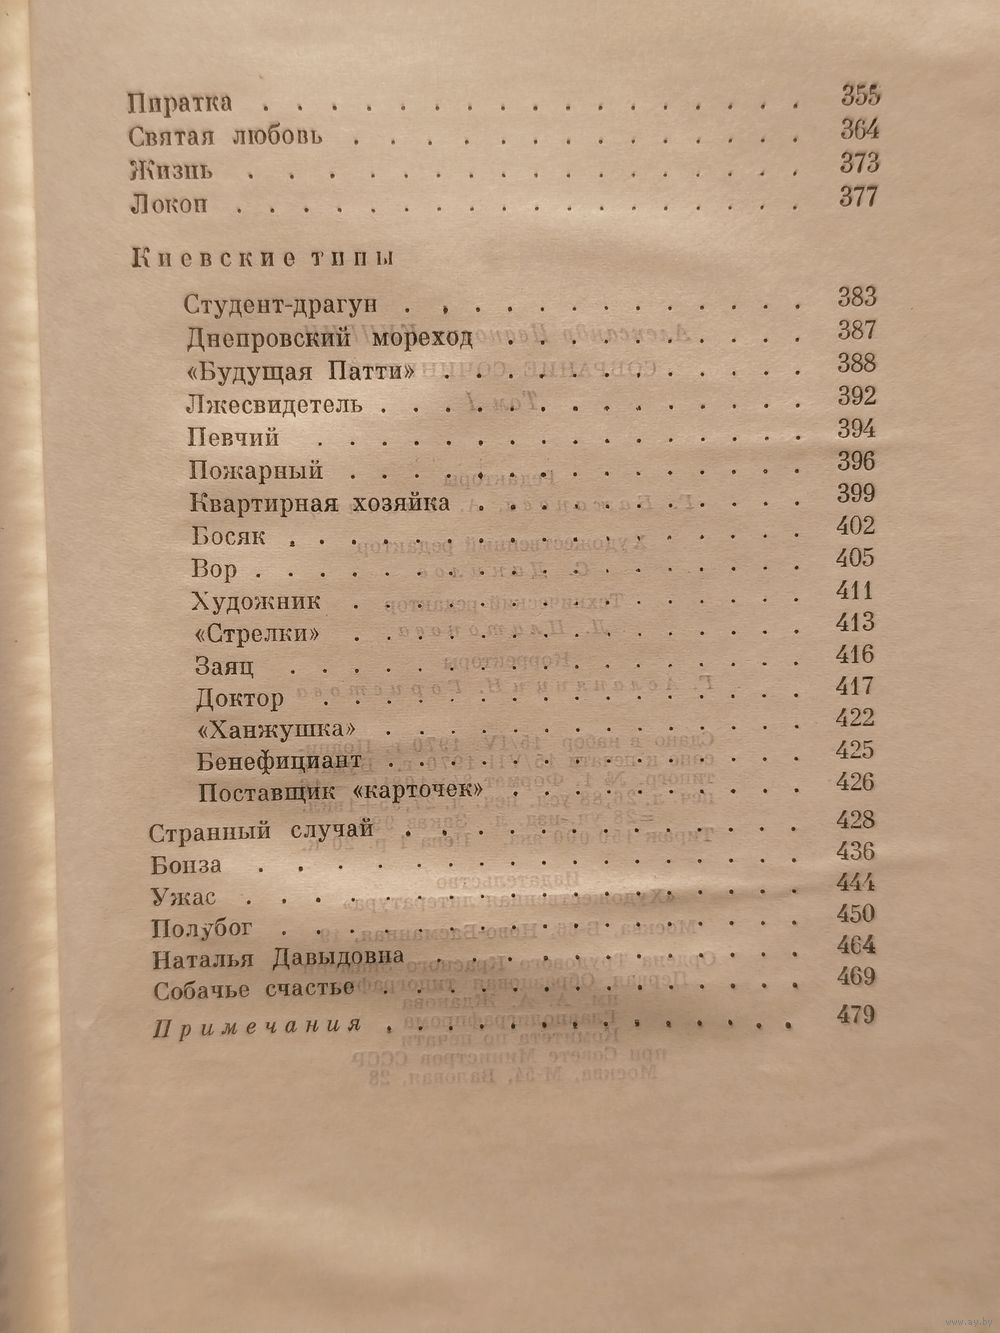 Пиратка . . . . . . . . . . . . . . . . . 355
Святая любовь . . . . . . . . . . . . . 364
Жизнь . . . . . . . . . . . . . . . . . 373
Локон . . . . . . . . . . . . . . . . . 377
Киевские типы
Студент-драгун . . . . . . . . . . . . 383
Днепровский мореход . . . . . . . . . 387
«Будущая Патти» . . . . . . . . . . . 388
Лжесвидетель . . . . . . . . . . . . . 392
Певчий . . . . . . . . . . . . . . . . 394
Пожарный . . . . . . . . . . . . . . 396
Квартирная хозяйка . . . . . . . . . . 399
Босяк . . . . . . . . . . . . . . . . 402
Вор . . . . . . . . . . . . . . . . . 405
Художник . . . . . . . . . . . . . . 411
«Стрелки» . . . . . . . . . . . . . . 413
Заяц . . . . . . . . . . . . . . . . 416
Доктор . . . . . . . . . . . . . . . 417
«Ханжушка» . . . . . . . . . . . . . 422
Бенефициант . . . . . . . . . . . . . 425
Поставщик «карточек» . . . . . . . . . 426
Странный случай . . . . . . . . . . . . 428
Бонза . . . . . . . . . . . . . . . . . 436
Ужас . . . . . . . . . . . . . . . . . 444
Полубог . . . . . . . . . . . . . . . . 450
Наталья Давыдовна . . . . . . . . . . . 464
Собачье счастье . . . . . . . . . . . . 469
Примечания . . . . . . . . . . . . . 479
www.ay.by